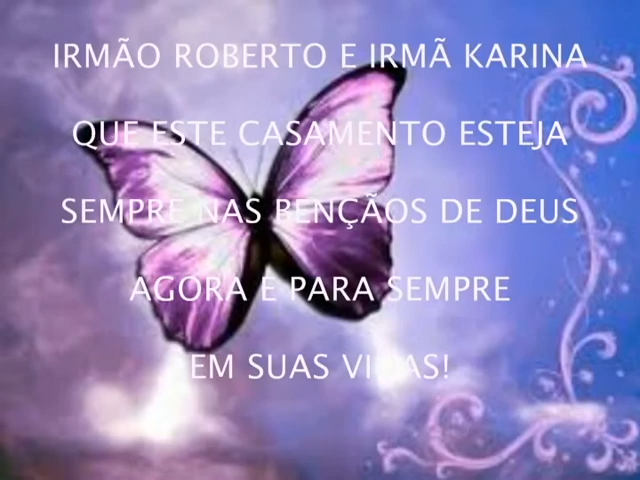 IRMÃO ROBERTO E IRMÃ KARINA
QUE ESTE CASAMENTO ESTEJA
SEMPRE NAS BENÇÃOS DE DEUS
AGORA E PARA SEMPRE
EM SUAS VIDAS!